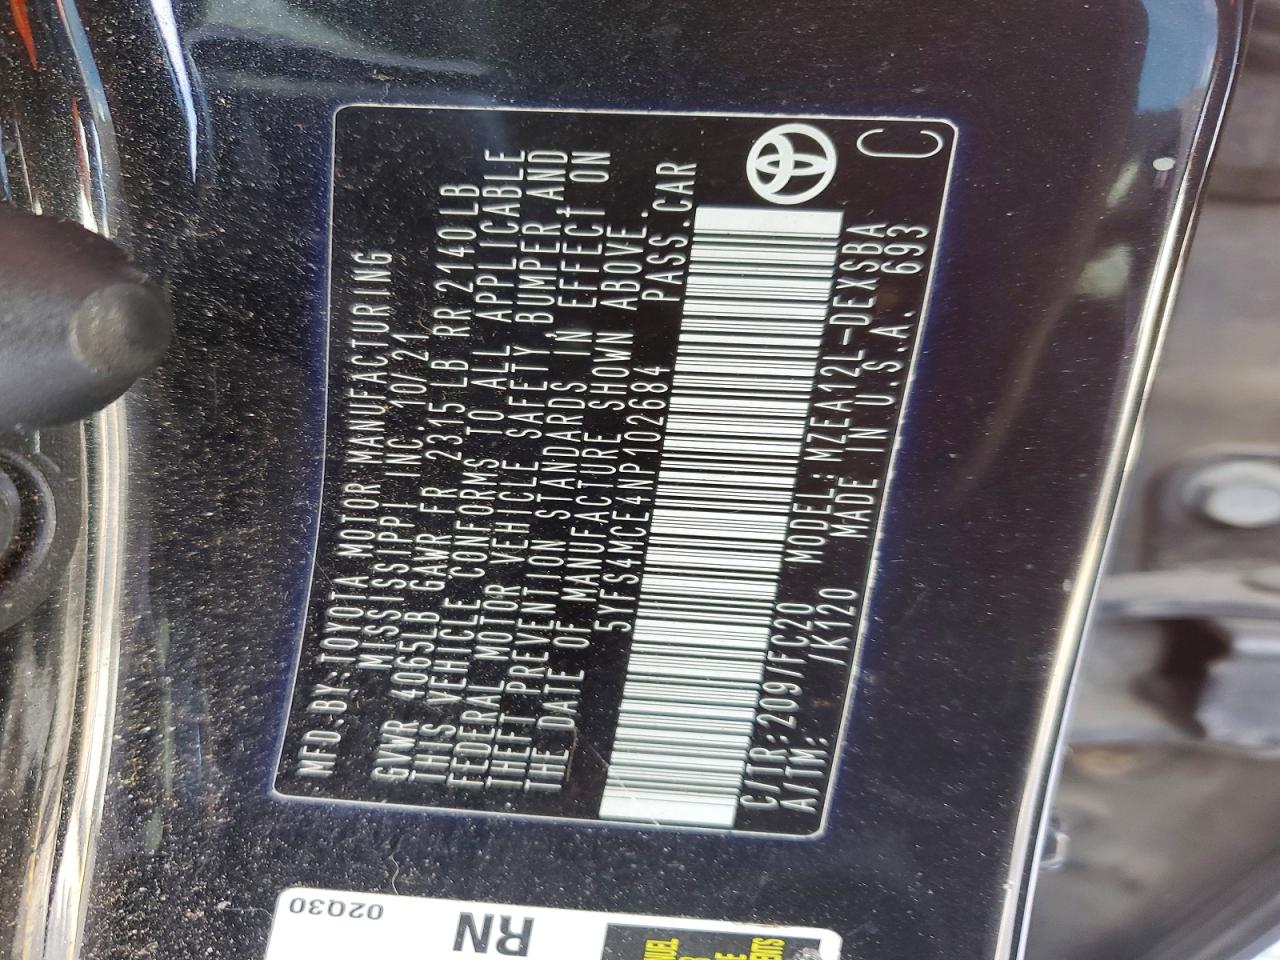 MFD.BY:TOYOTA MOTOR MANUFACTURING
MISSISSIPPI INC. 10/21
GVWR 4065LB GAWR FR 2315LB RR 2140LB
THIS VEHICLE CONFORMS TO ALL APPLICABLE
FEDERAL MOTOR VEHICLE SAFETY, BUMPER AND
THEFT PREVENTION STANDARDS IN EFFECT ON
THE DATE OF MANUFACTURE SHOWN ABOVE.
5YFS4MCE4NP102684 PASS.CAR
C/TR:209/FC20 MODEL:MZEA12L-DEXSBA
A/TM: /K120 MADE IN U.S.A. 693
C
02Q30
RN